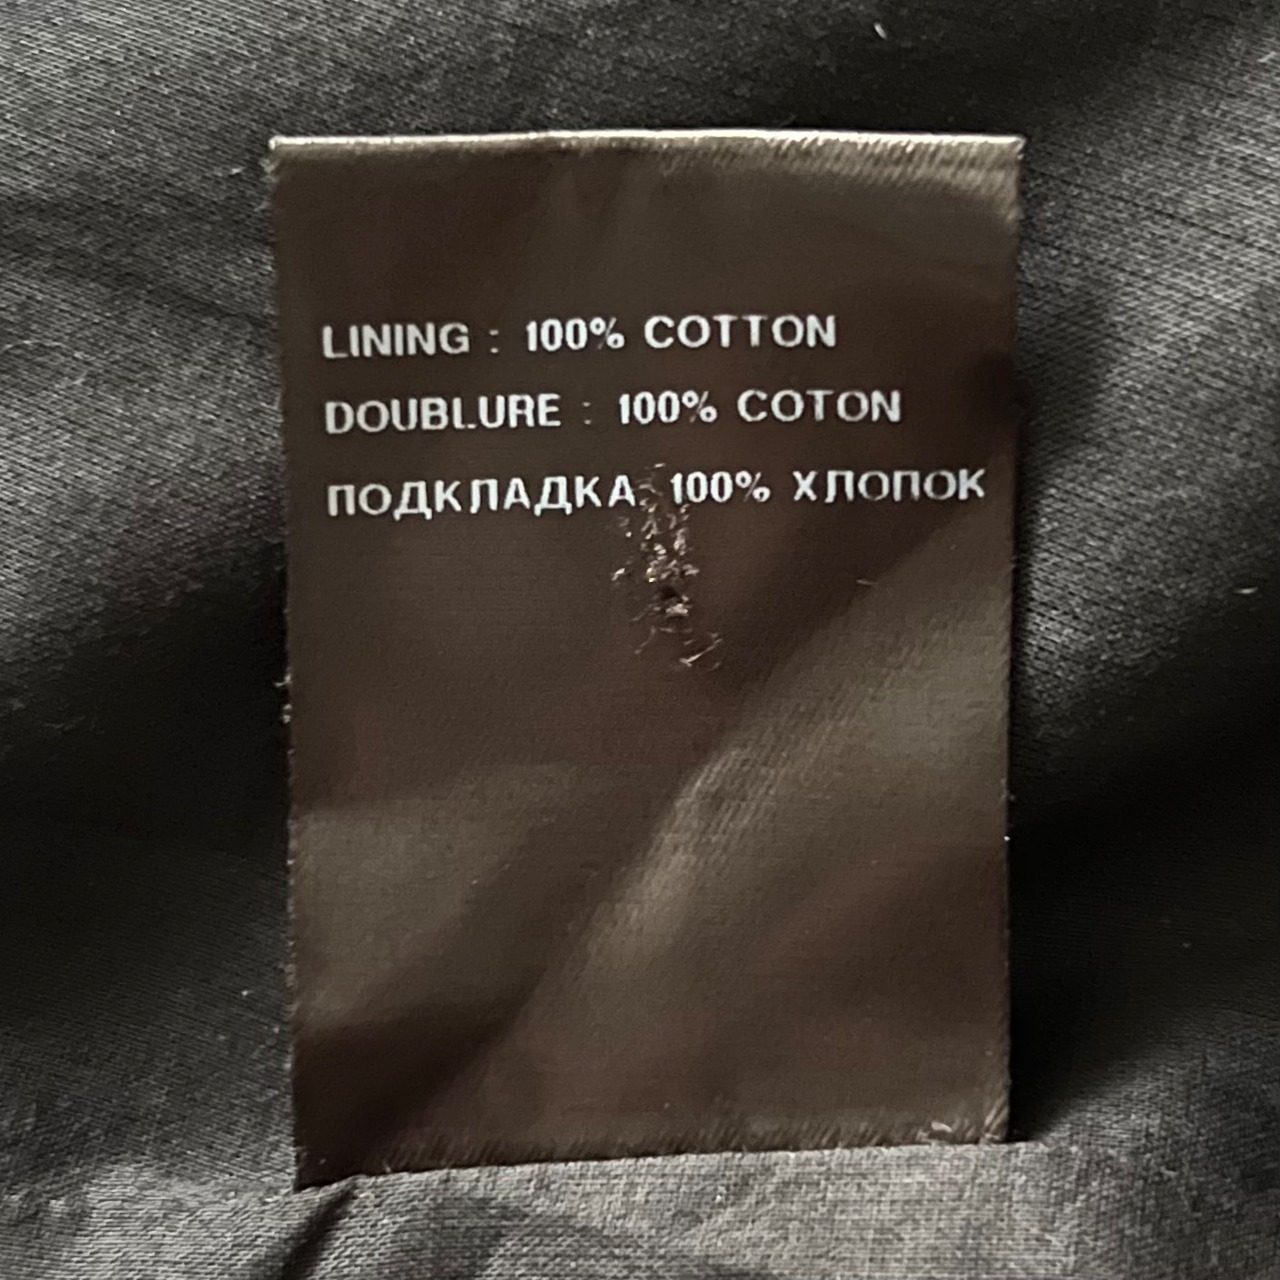 LINING : 100% COTTON
DOUBLURE : 100% COTON
ПОДКЛАДКА: 100% ХЛОПОК